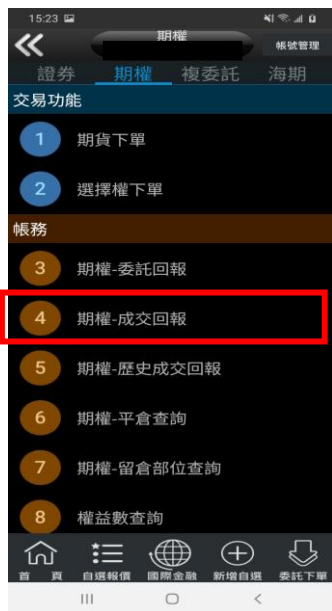 15:23
期權
帳號管理
證券 期權 複委託 海期
交易功能
1 期貨下單
2 選擇權下單
帳務
3 期權-委託回報
4 期權-成交回報
5 期權-歷史成交回報
6 期權-平倉查詢
7 期權-留倉部位查詢
8 權益數查詢
首 頁 自選報價 國際金融 新增自選 委託下單